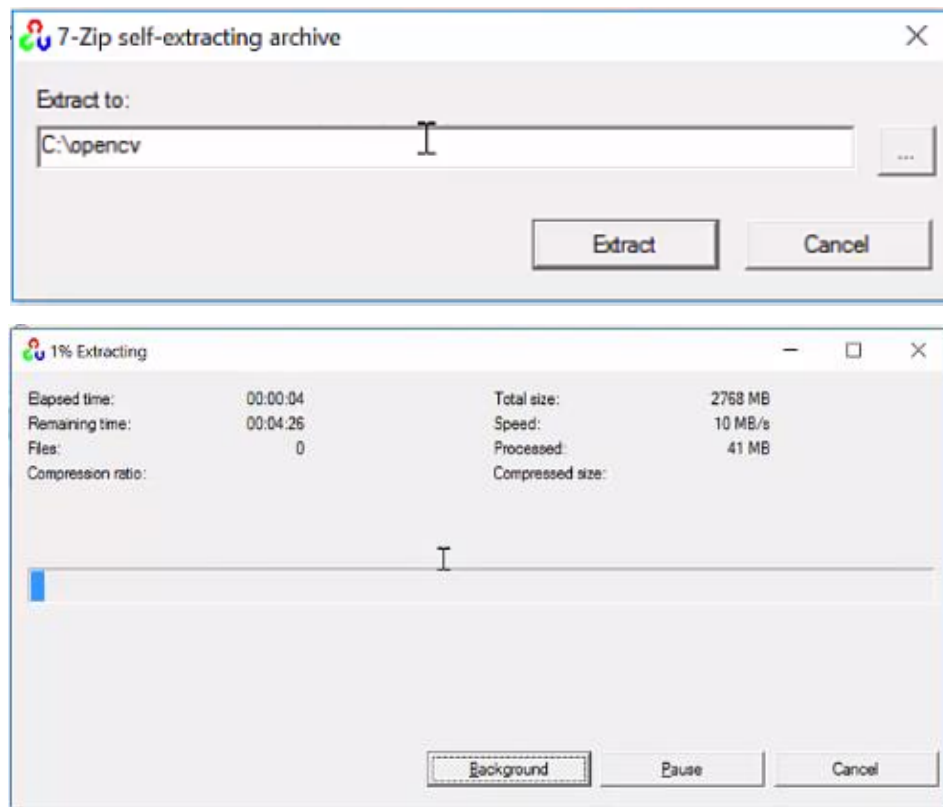 7-Zip self-extracting archive
Extract to:
C:\opencv
...
Extract Cancel
1% Extracting
Elapsed time: 00:00:04 Total size: 2768 MB
Remaining time: 00:04:26 Speed: 10 MB/s
Files: 0 Processed: 41 MB
Compression ratio: Compressed size:
Background Pause Cancel